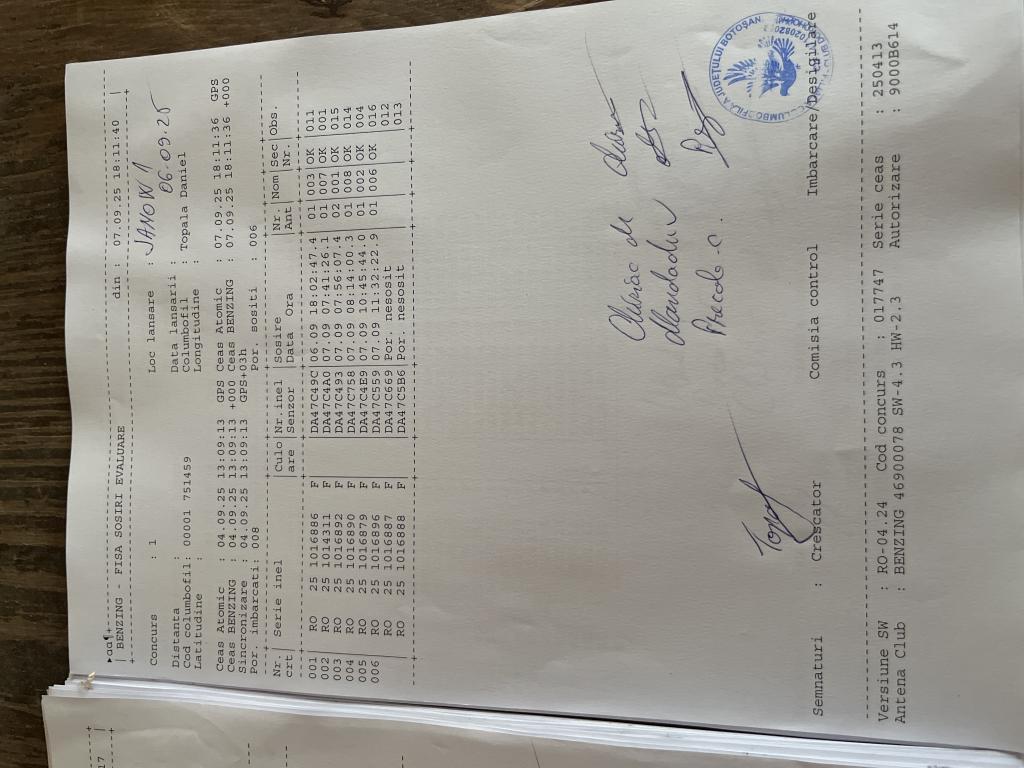 ►aa¶+
| BENZING - FISA SOSIRI EVALUARE din : 07.09.25 18:11:40 |
Concurs : 1 Loc lansare : JANOW 1
06.09.25
Distanta : Data lansarii :
Cod columbofil: 00001 751459 Columbofil : Topala Daniel
Latitudine : Longitudine :
Ceas Atomic : 04.09.25 13:09:13 GPS Ceas Atomic : 07.09.25 18:11:36 GPS
Ceas BENZING : 04.09.25 13:09:13 +000 Ceas BENZING : 07.09.25 18:11:36 +000
Sincronizare : 04.09.25 13:09:13 GPS+03h
Por. imbarcati: 008 Por. sositi : 006
Nr. | Serie inel |Culo|Nr.inel |Sosire Nr. |Nom|Sec|Obs.
crt | |are |Senzor |Data Ora Ant | |Nr.|
001 | RO 25 1016886 F | |DA47C49C|06.09 18:02:47.4 01|003|OK |011
002 | RO 25 1014311 F | |DA47C4A0|07.09 07:41:26.1 01|007|OK |001
003 | RO 25 1016892 F | |DA47C493|07.09 07:56:07.4 02|001|OK |015
004 | RO 25 1016890 F | |DA47C758|07.09 08:14:00.3 01|008|OK |014
005 | RO 25 1016879 F | |DA47C4E9|07.09 10:45:44.0 01|002|OK |004
006 | RO 25 1016896 F | |DA47C559|07.09 11:32:22.9 01|006|OK |016
| RO 25 1016887 F | |DA47C669|Por nesosit | | |012
| RO 25 1016888 F | |DA47C5B6|Por nesosit | | |013
Semnaturi : Crescator Comisia control Imbarcare/Desigilare
COLUMBOFILA JUDEȚULUI BOTOȘANI
Versiune SW : RO-04.24 Cod concurs : 017747 Serie ceas : 250413
Antena Club : BENZING 46900078 SW-4.3 HW-2.3 Autorizare : 9000B614
17